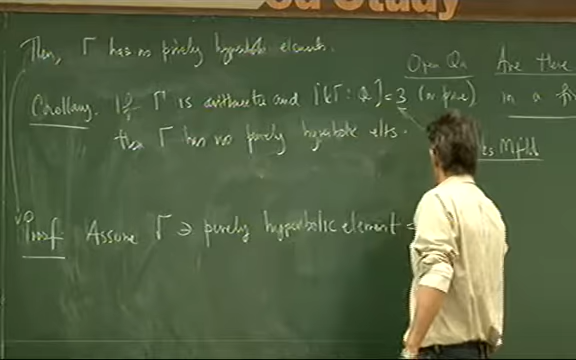 Study
Then, Γ has no purely hyperbolic elements.
Corollary. If Γ is arithmetic and [kΓ : Q] = 3 (or prime)
then Γ has no purely hyperbolic elts.
Proof: Assume Γ ∋ purely hyperbolic element =
Open Qn
Are there
in a
Mfld